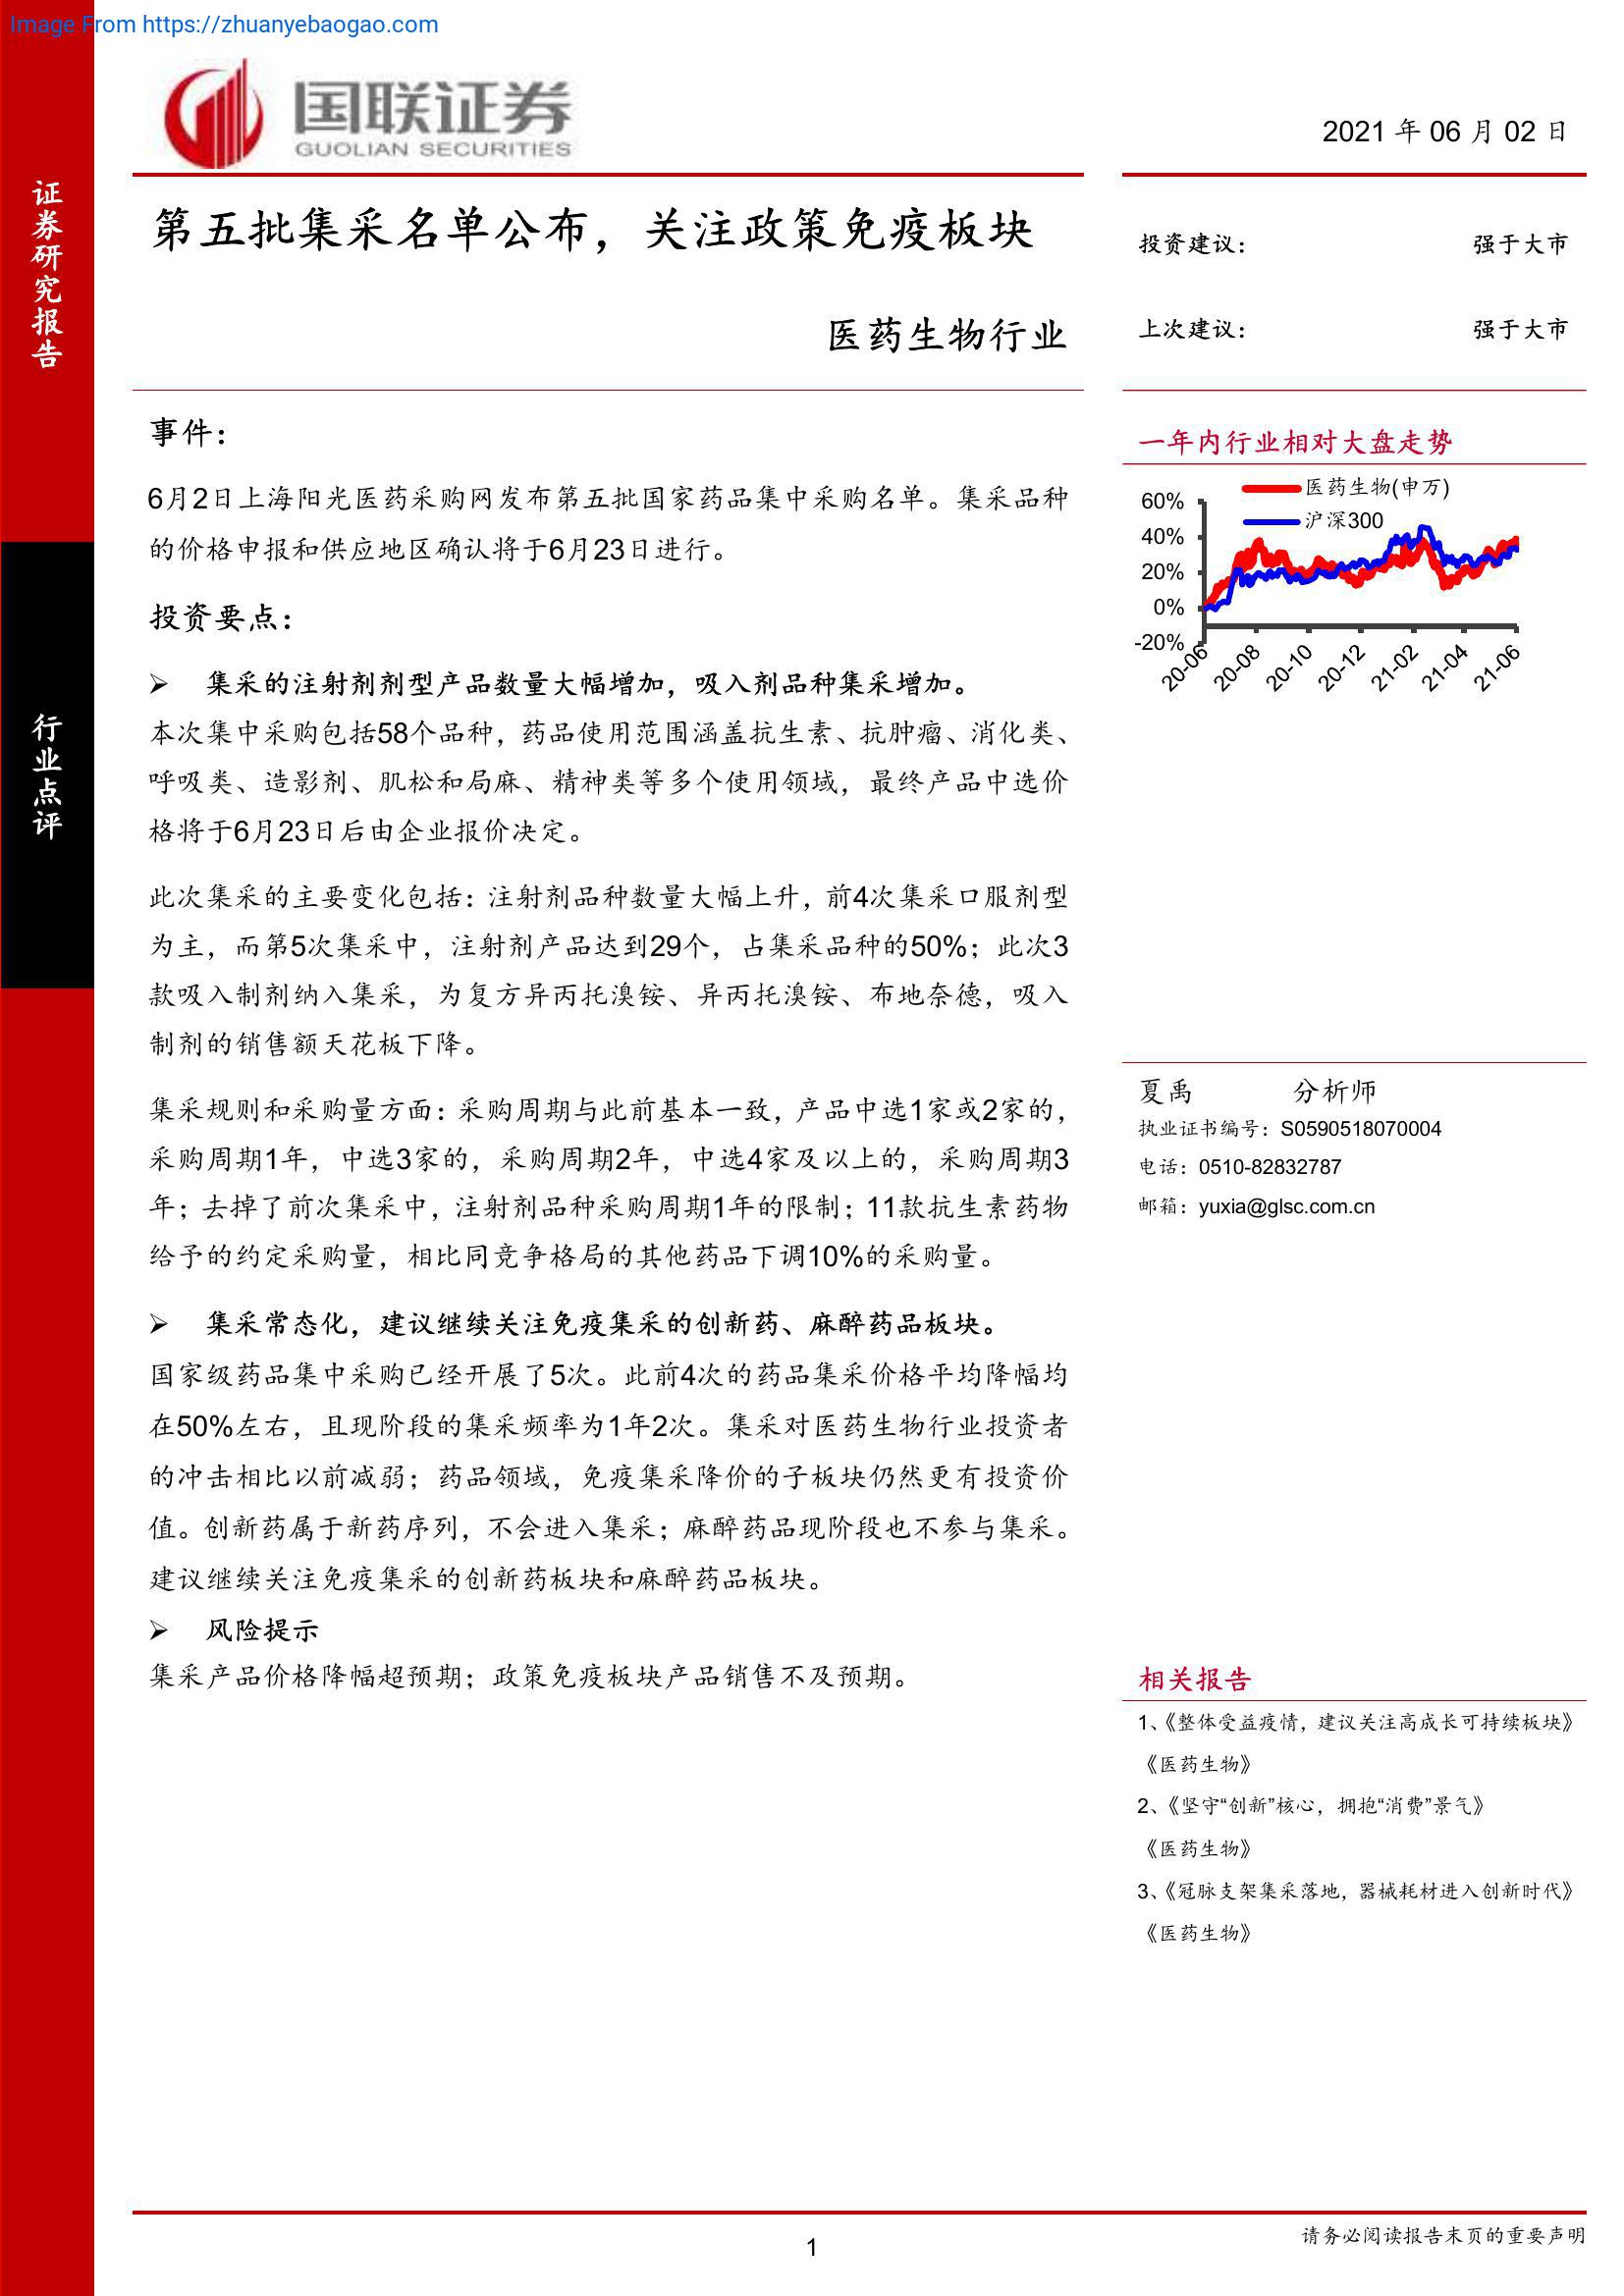 Image From https://zhuanyebaogao.com
国联证券
GUOLIAN SECURITIES
2021 年 06 月 02 日
证券研究报告
行业点评
第五批集采名单公布，关注政策免疫板块
医药生物行业
投资建议： 强于大市
上次建议： 强于大市
事件：
6月2日上海阳光医药采购网发布第五批国家药品集中采购名单。集采品种
的价格申报和供应地区确认将于6月23日进行。
投资要点：
➢ 集采的注射剂剂型产品数量大幅增加，吸入剂品种集采增加。
本次集中采购包括58个品种，药品使用范围涵盖抗生素、抗肿瘤、消化类、
呼吸类、造影剂、肌松和局麻、精神类等多个使用领域，最终产品中选价
格将于6月23日后由企业报价决定。
此次集采的主要变化包括：注射剂品种数量大幅上升，前4次集采口服剂型
为主，而第5次集采中，注射剂产品达到29个，占集采品种的50%；此次3
款吸入制剂纳入集采，为复方异丙托溴铵、异丙托溴铵、布地奈德，吸入
制剂的销售额天花板下降。
集采规则和采购量方面：采购周期与此前基本一致，产品中选1家或2家的，
采购周期1年，中选3家的，采购周期2年，中选4家及以上的，采购周期3
年；去掉了前次集采中，注射剂品种采购周期1年的限制；11款抗生素药物
给予的约定采购量，相比同竞争格局的其他药品下调10%的采购量。
➢ 集采常态化，建议继续关注免疫集采的创新药、麻醉药品板块。
国家级药品集中采购已经开展了5次。此前4次的药品集采价格平均降幅均
在50%左右，且现阶段的集采频率为1年2次。集采对医药生物行业投资者
的冲击相比以前减弱；药品领域，免疫集采降价的子板块仍然更有投资价
值。创新药属于新药序列，不会进入集采；麻醉药品现阶段也不参与集采。
建议继续关注免疫集采的创新药板块和麻醉药品板块。
➢ 风险提示
集采产品价格降幅超预期；政策免疫板块产品销售不及预期。
一年内行业相对大盘走势
医药生物(申万)
沪深300
60%
40%
20%
0%
-20%
20-06 20-08 20-10 20-12 21-02 21-04 21-06
夏禹 分析师
执业证书编号：S0590518070004
电话：0510-82832787
邮箱：yuxia@glsc.com.cn
相关报告
1、《整体受益疫情，建议关注高成长可持续板块》
《医药生物》
2、《坚守“创新”核心，拥抱“消费”景气》
《医药生物》
3、《冠脉支架集采落地，器械耗材进入创新时代》
《医药生物》
1
请务必阅读报告末页的重要声明